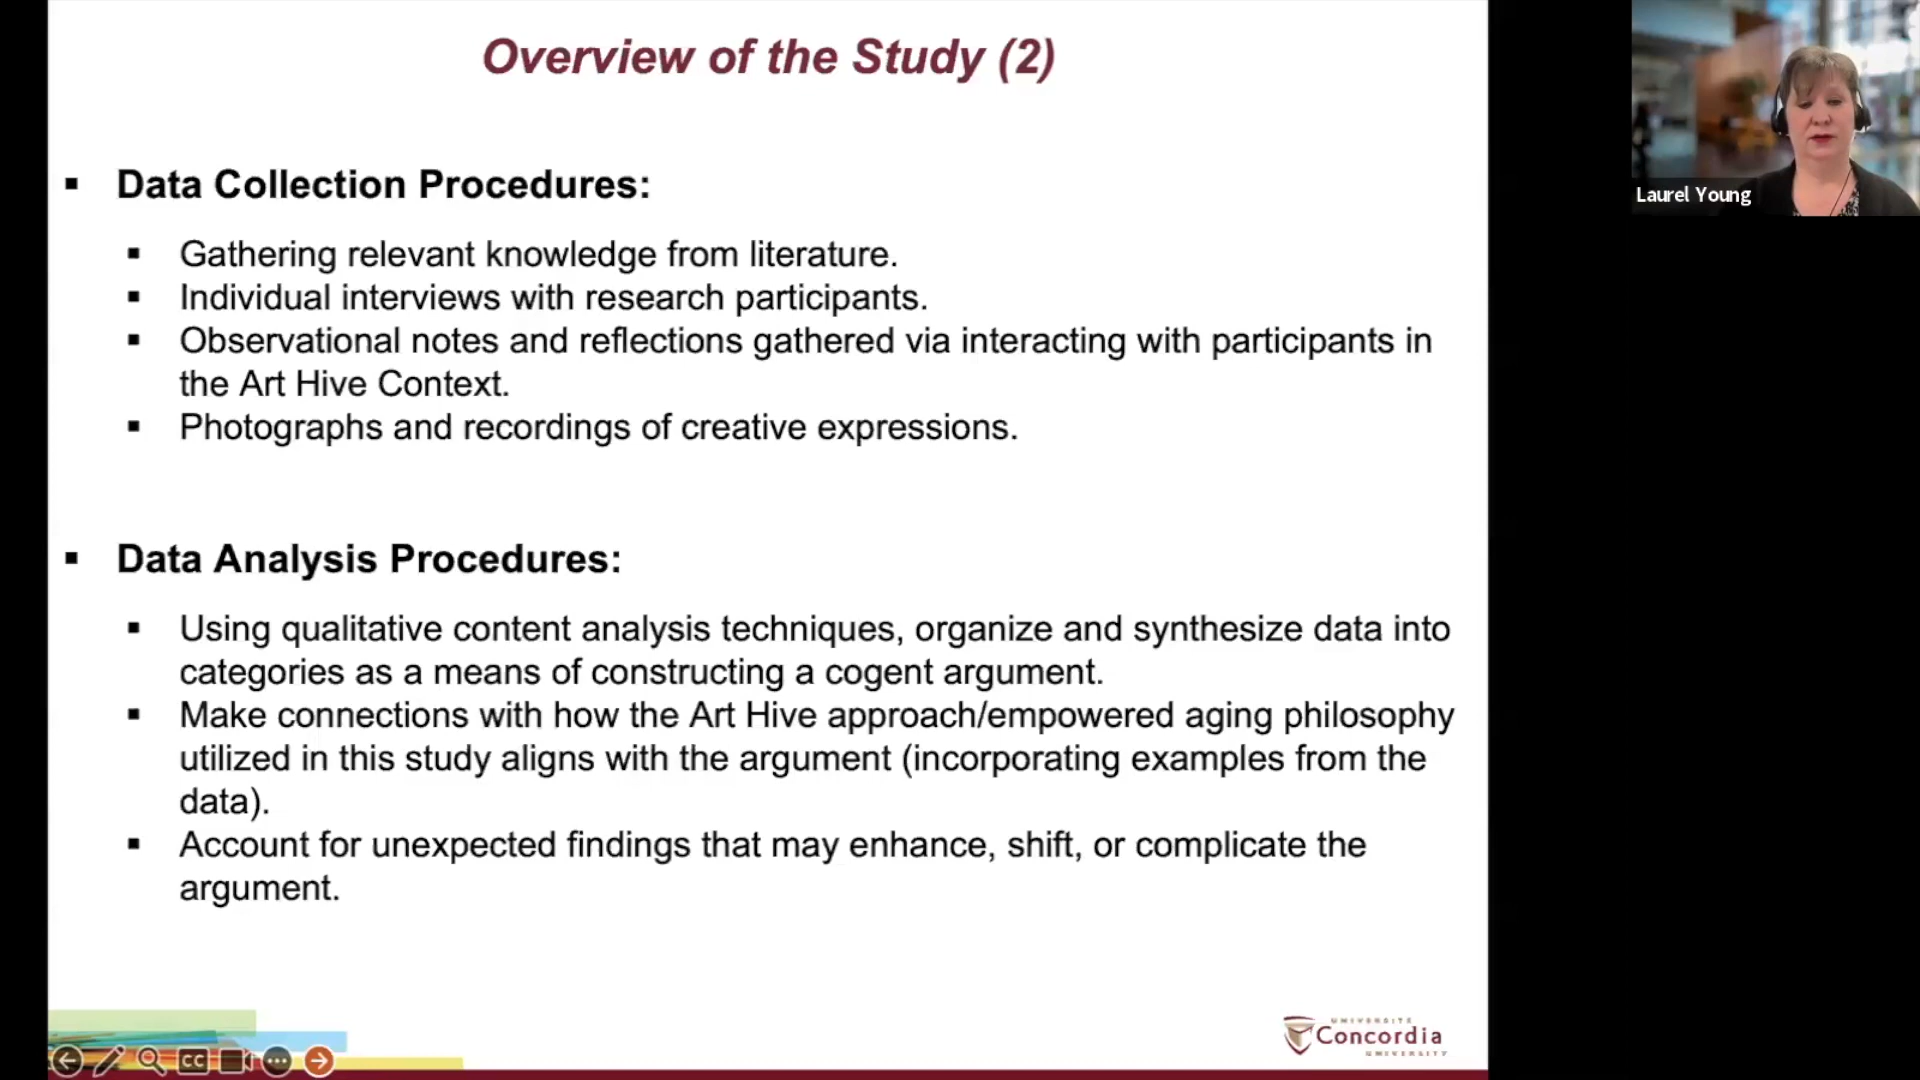 Overview of the Study (2)
Data Collection Procedures:
Gathering relevant knowledge from literature.
Individual interviews with research participants.
Observational notes and reflections gathered via interacting with participants in
the Art Hive Context.
Photographs and recordings of creative expressions.
Data Analysis Procedures:
Using qualitative content analysis techniques, organize and synthesize data into
categories as a means of constructing a cogent argument.
Make connections with how the Art Hive approach/empowered aging philosophy
utilized in this study aligns with the argument (incorporating examples from the
data).
Account for unexpected findings that may enhance, shift, or complicate the
argument.
CC
UNIVERSITÉ
Concordia
UNIVERSITY
Laurel Young